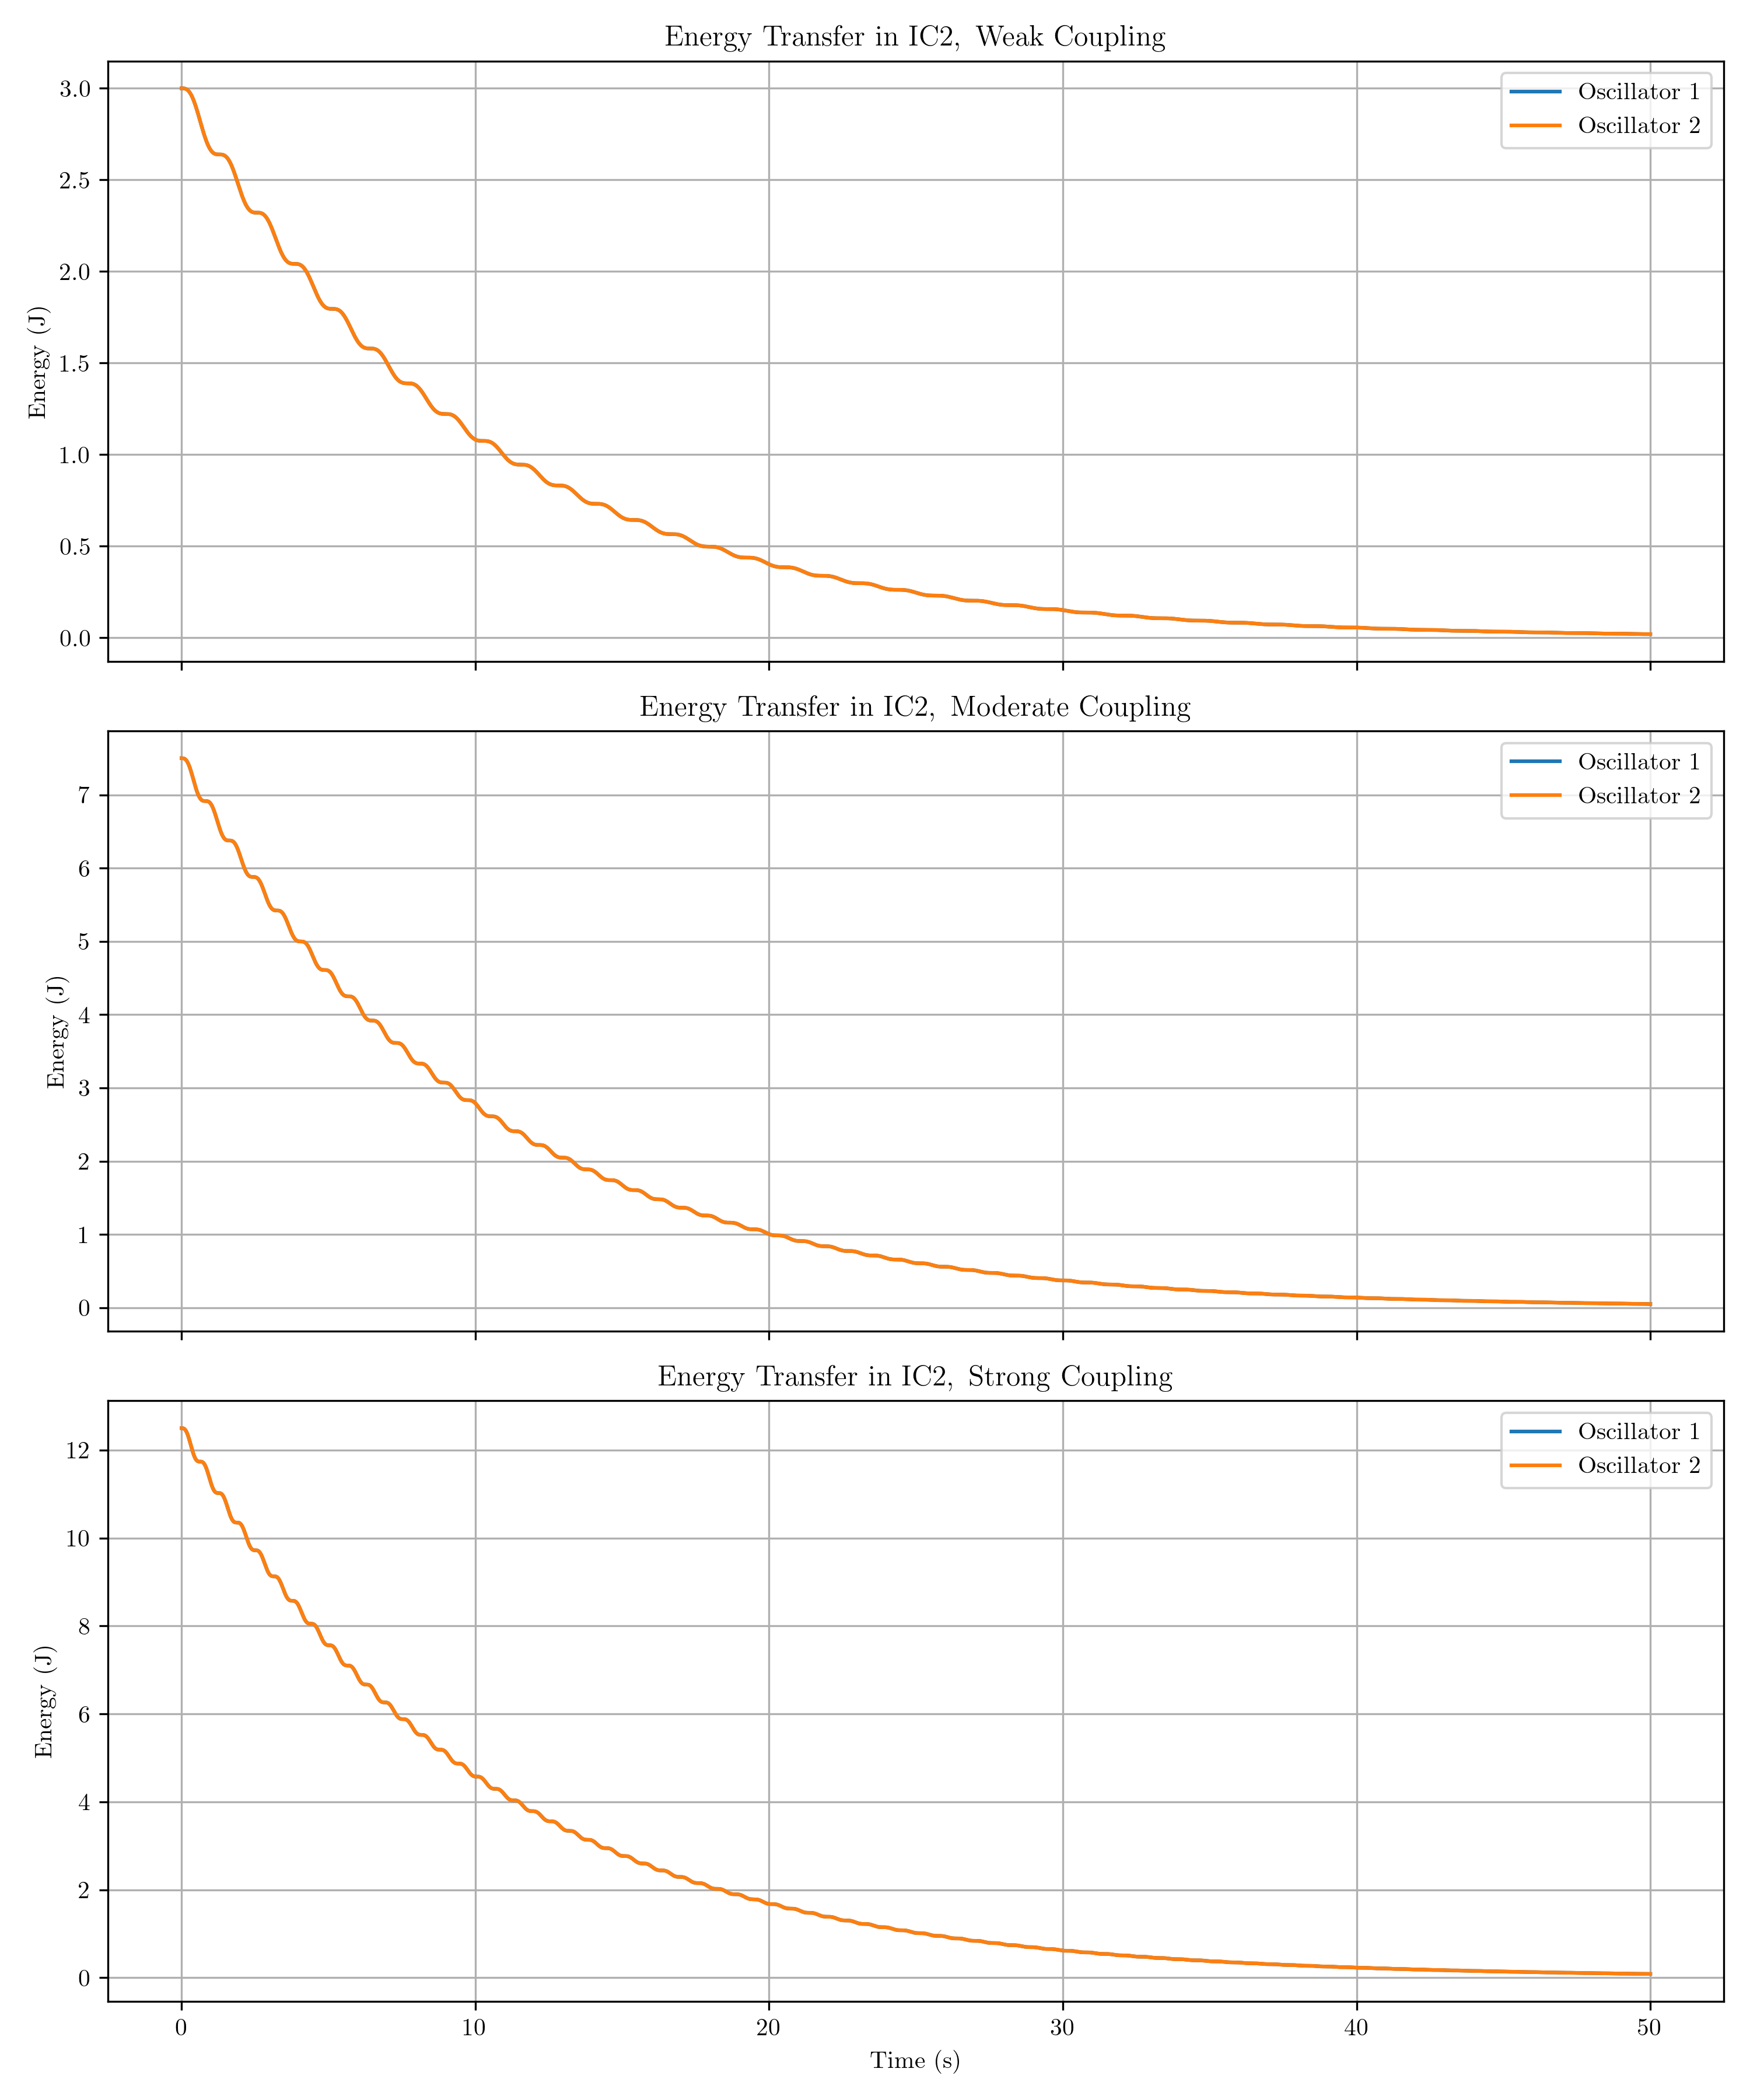 Energy Transfer in IC2, Weak Coupling
3.0
2.5
2.0
1.5
1.0
0.5
0.0
Energy (J)
Oscillator 1
Oscillator 2
Energy Transfer in IC2, Moderate Coupling
7
6
5
4
3
2
1
0
Energy (J)
Oscillator 1
Oscillator 2
Energy Transfer in IC2, Strong Coupling
12
10
8
6
4
2
0
Energy (J)
Oscillator 1
Oscillator 2
0 10 20 30 40 50
Time (s)